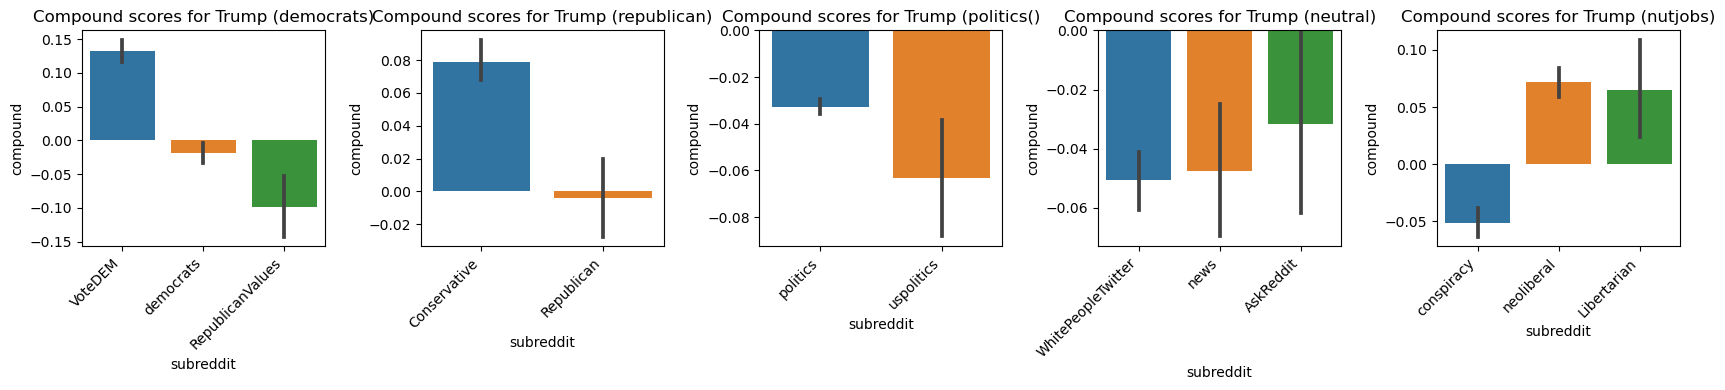 Compound scores for Trump (democrats)
compound
0.15
0.10
0.05
0.00
−0.05
−0.10
−0.15
VoteDEM
democrats
RepublicanValues
subreddit
Compound scores for Trump (republican)
compound
0.08
0.06
0.04
0.02
0.00
−0.02
Conservative
Republican
subreddit
Compound scores for Trump (politics()
compound
0.00
−0.02
−0.04
−0.06
−0.08
politics
uspolitics
subreddit
Compound scores for Trump (neutral)
compound
0.00
−0.02
−0.04
−0.06
WhitePeopleTwitter
news
AskReddit
subreddit
Compound scores for Trump (nutjobs)
compound
0.10
0.05
0.00
−0.05
conspiracy
neoliberal
Libertarian
subreddit